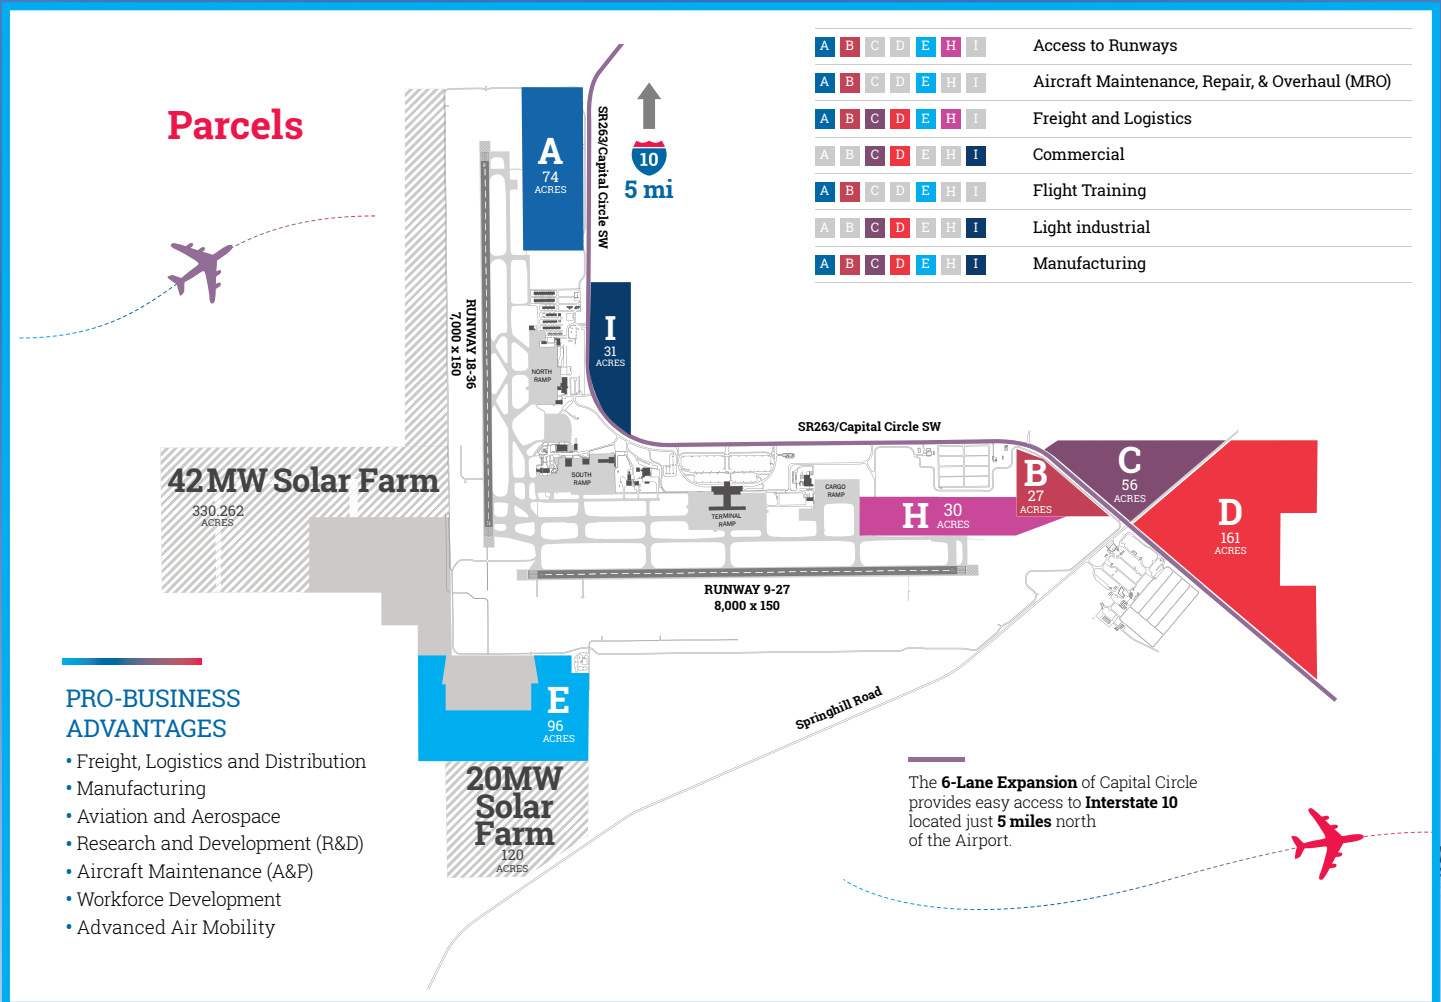 Parcels
A B C D E H I Access to Runways
A B C D E H I Aircraft Maintenance, Repair, & Overhaul (MRO)
A B C D E H I Freight and Logistics
A B C D E H I Commercial
A B C D E H I Flight Training
A B C D E H I Light industrial
A B C D E H I Manufacturing
A
74
ACRES
SR263/Capital Circle SW
10
5 mi
RUNWAY 18-36
7,000 x 150
I
31
ACRES
NORTH
RAMP
SR263/Capital Circle SW
42MW Solar Farm
330.262
ACRES
SOUTH
RAMP
TERMINAL
RAMP
CARGO
RAMP
H 30
ACRES
B
27
ACRES
C
56
ACRES
D
161
ACRES
RUNWAY 9-27
8,000 x 150
E
96
ACRES
20MW
Solar
Farm
120
ACRES
Springhill Road
PRO-BUSINESS
ADVANTAGES
• Freight, Logistics and Distribution
• Manufacturing
• Aviation and Aerospace
• Research and Development (R&D)
• Aircraft Maintenance (A&P)
• Workforce Development
• Advanced Air Mobility
The 6-Lane Expansion of Capital Circle
provides easy access to Interstate 10
located just 5 miles north
of the Airport.